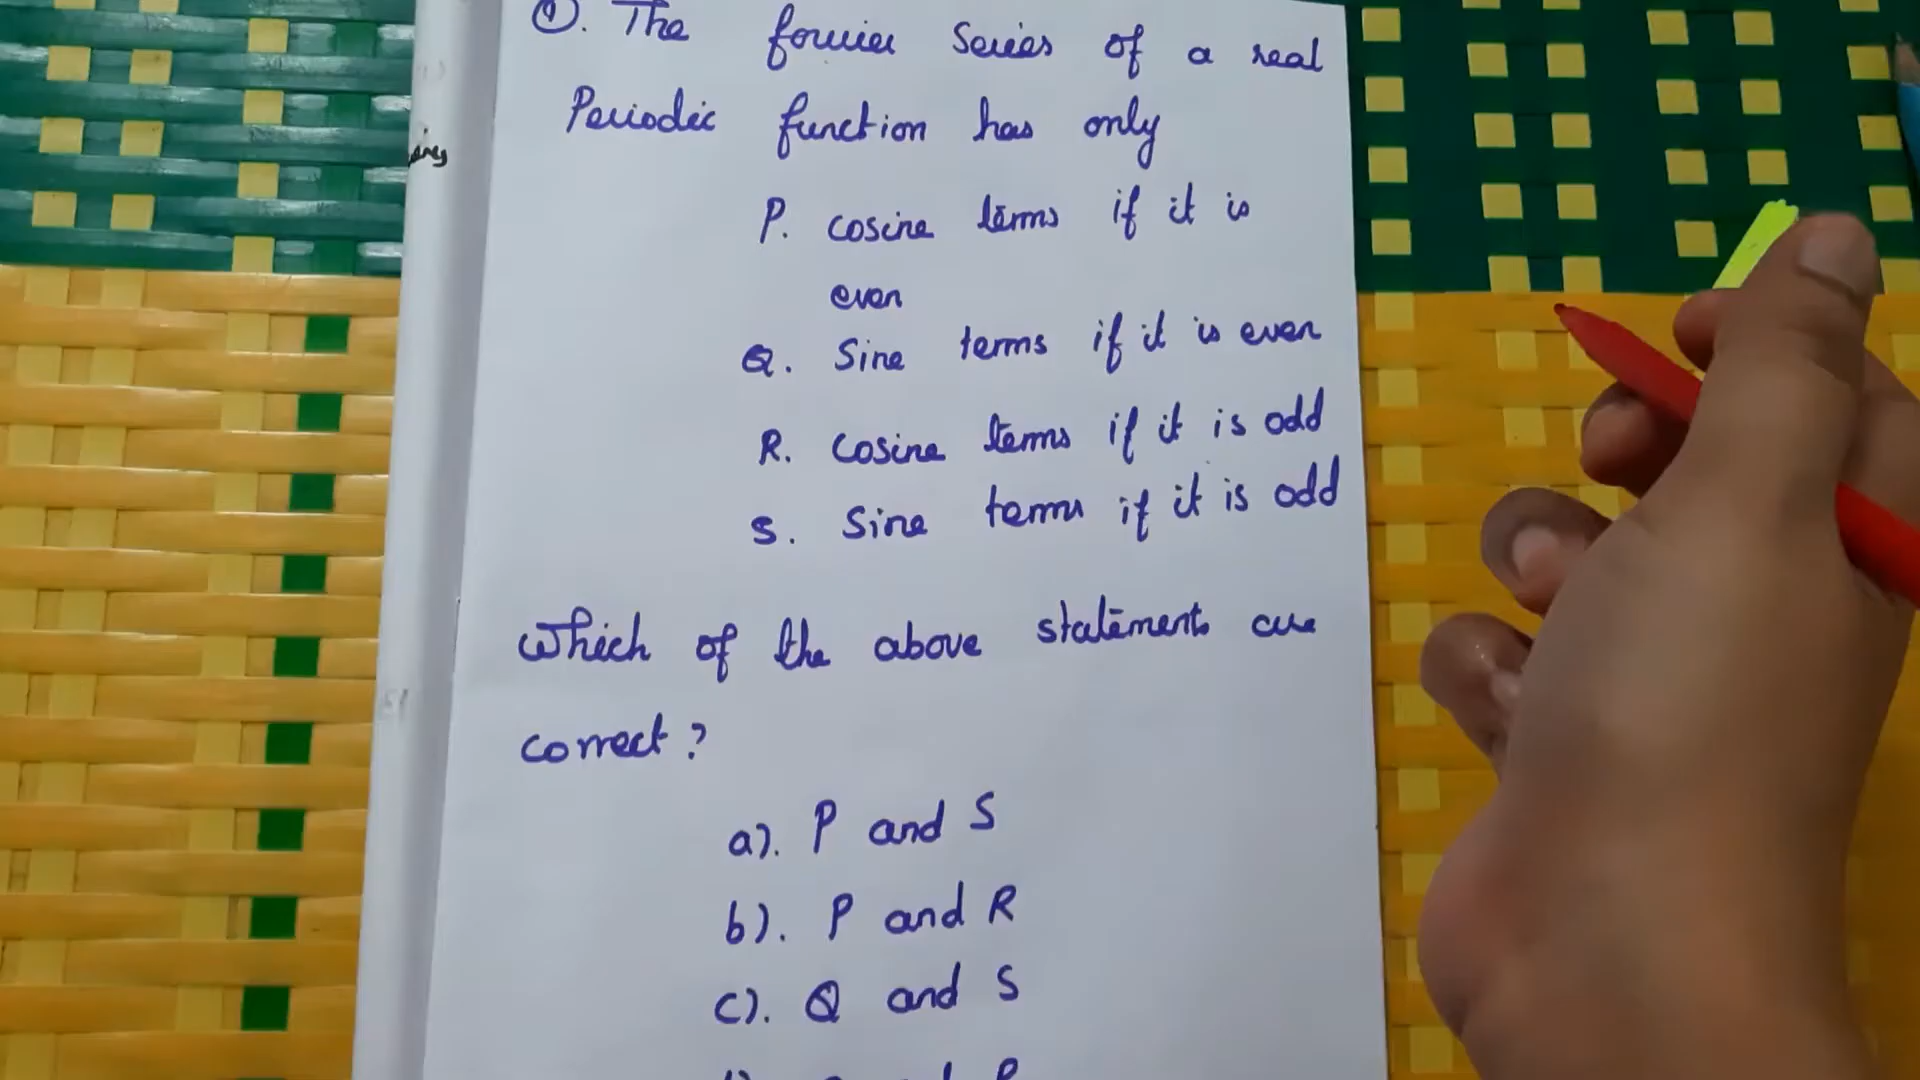 1). The fourier Series of a real
Periodic function has only
P. cosine terms if it is
even
Q. Sine terms if it is even
R. cosine terms if it is odd
S. Sine terms if it is odd
Which of the above statements are
correct?
a). P and S
b). P and R
c). Q and S